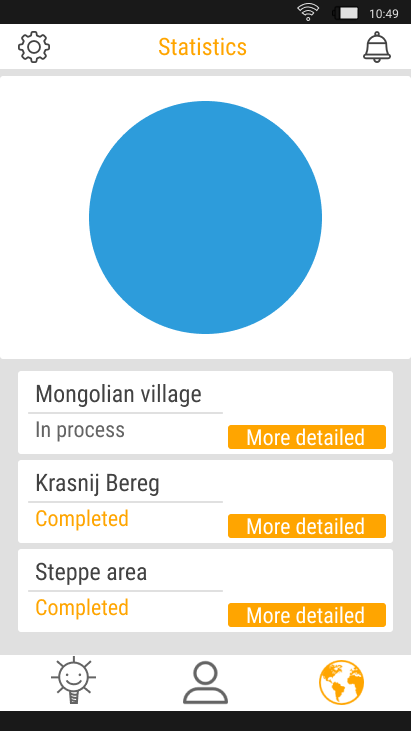 10:49
Statistics
Mongolian village
In process
More detailed
Krasnij Bereg
Completed
More detailed
Steppe area
Completed
More detailed